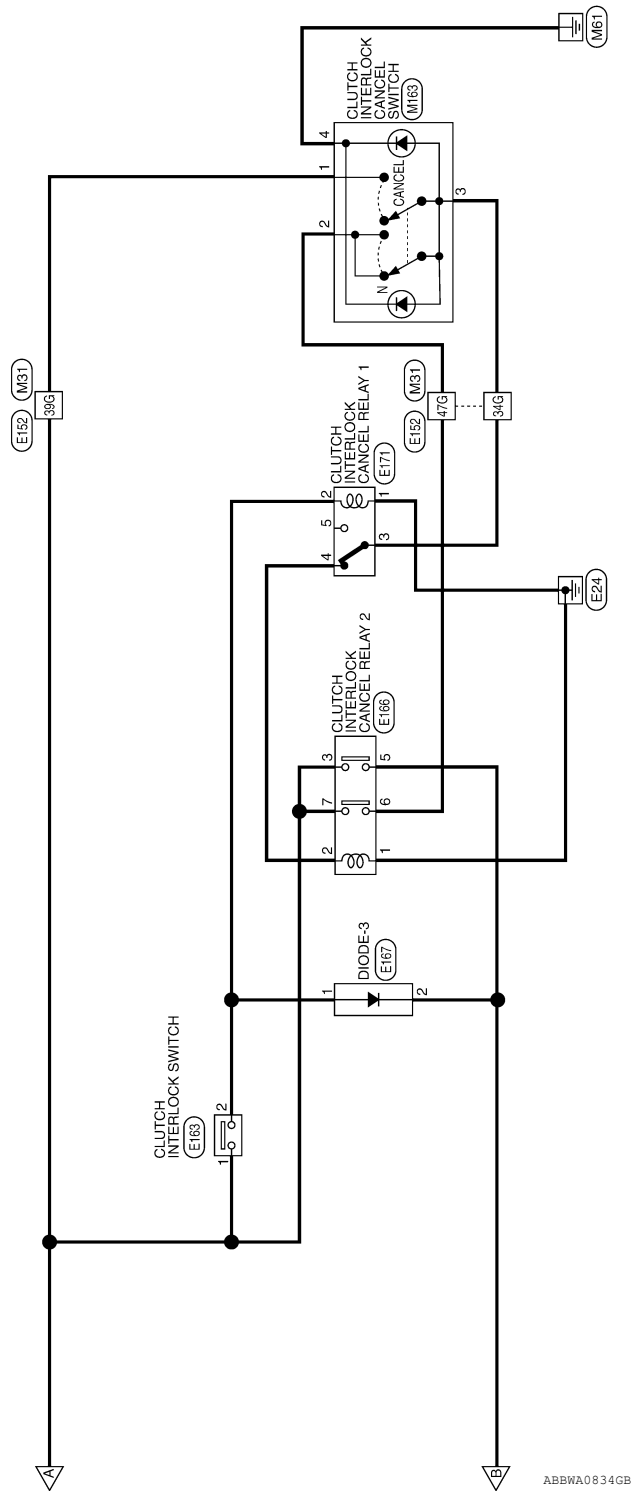 M61
CLUTCH
INTERLOCK
CANCEL
SWITCH
M163
4
1
2
3
CANCEL
N
M31
39G
E152
M31
47G
34G
E152
CLUTCH
INTERLOCK
CANCEL RELAY 1
E171
2
5
4
1
3
E24
CLUTCH
INTERLOCK
CANCEL RELAY 2
E166
3
7
2
5
6
1
DIODE-3
E167
1
2
CLUTCH
INTERLOCK SWITCH
E163
2
1
A
B
ABBWA0834GB